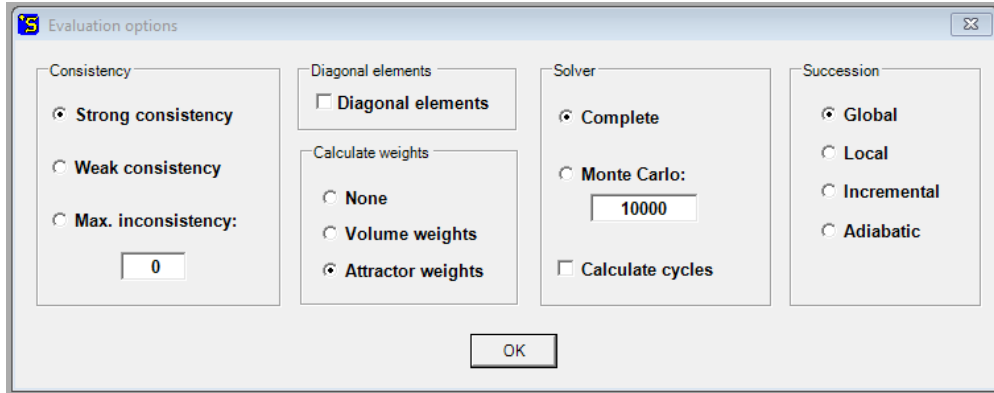 Evaluation options
Consistency
Strong consistency
Weak consistency
Max. inconsistency:
0
Diagonal elements
Diagonal elements
Calculate weights
None
Volume weights
Attractor weights
Solver
Complete
Monte Carlo:
10000
Calculate cycles
Succession
Global
Local
Incremental
Adiabatic
OK